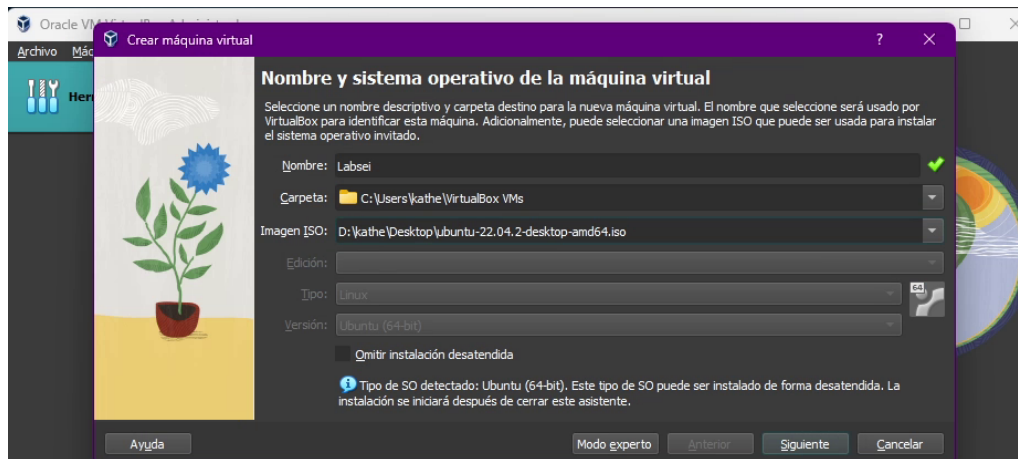 Oracle VM
Crear máquina virtual
Archivo
Nombre y sistema operativo de la máquina virtual
Seleccione un nombre descriptivo y carpeta destino para la nueva máquina virtual. El nombre que seleccione será usado por
VirtualBox para identificar esta máquina. Adicionalmente, puede seleccionar una imagen ISO que puede ser usada para instalar
el sistema operativo invitado.
Nombre: Labsei
Carpeta: C:\Users\kathe\VirtualBox VMs
Imagen ISO: D:\kathe\Desktop\ubuntu-22.04.2-desktop-amd64.iso
Edición:
Tipo: Linux
64
Versión: Ubuntu (64-bit)
Omitir instalación desatendida
Tipo de SO detectado: Ubuntu (64-bit). Este tipo de SO puede ser instalado de forma desatendida. La
instalación se iniciará después de cerrar este asistente.
Ayuda Modo experto Anterior Siguiente Cancelar